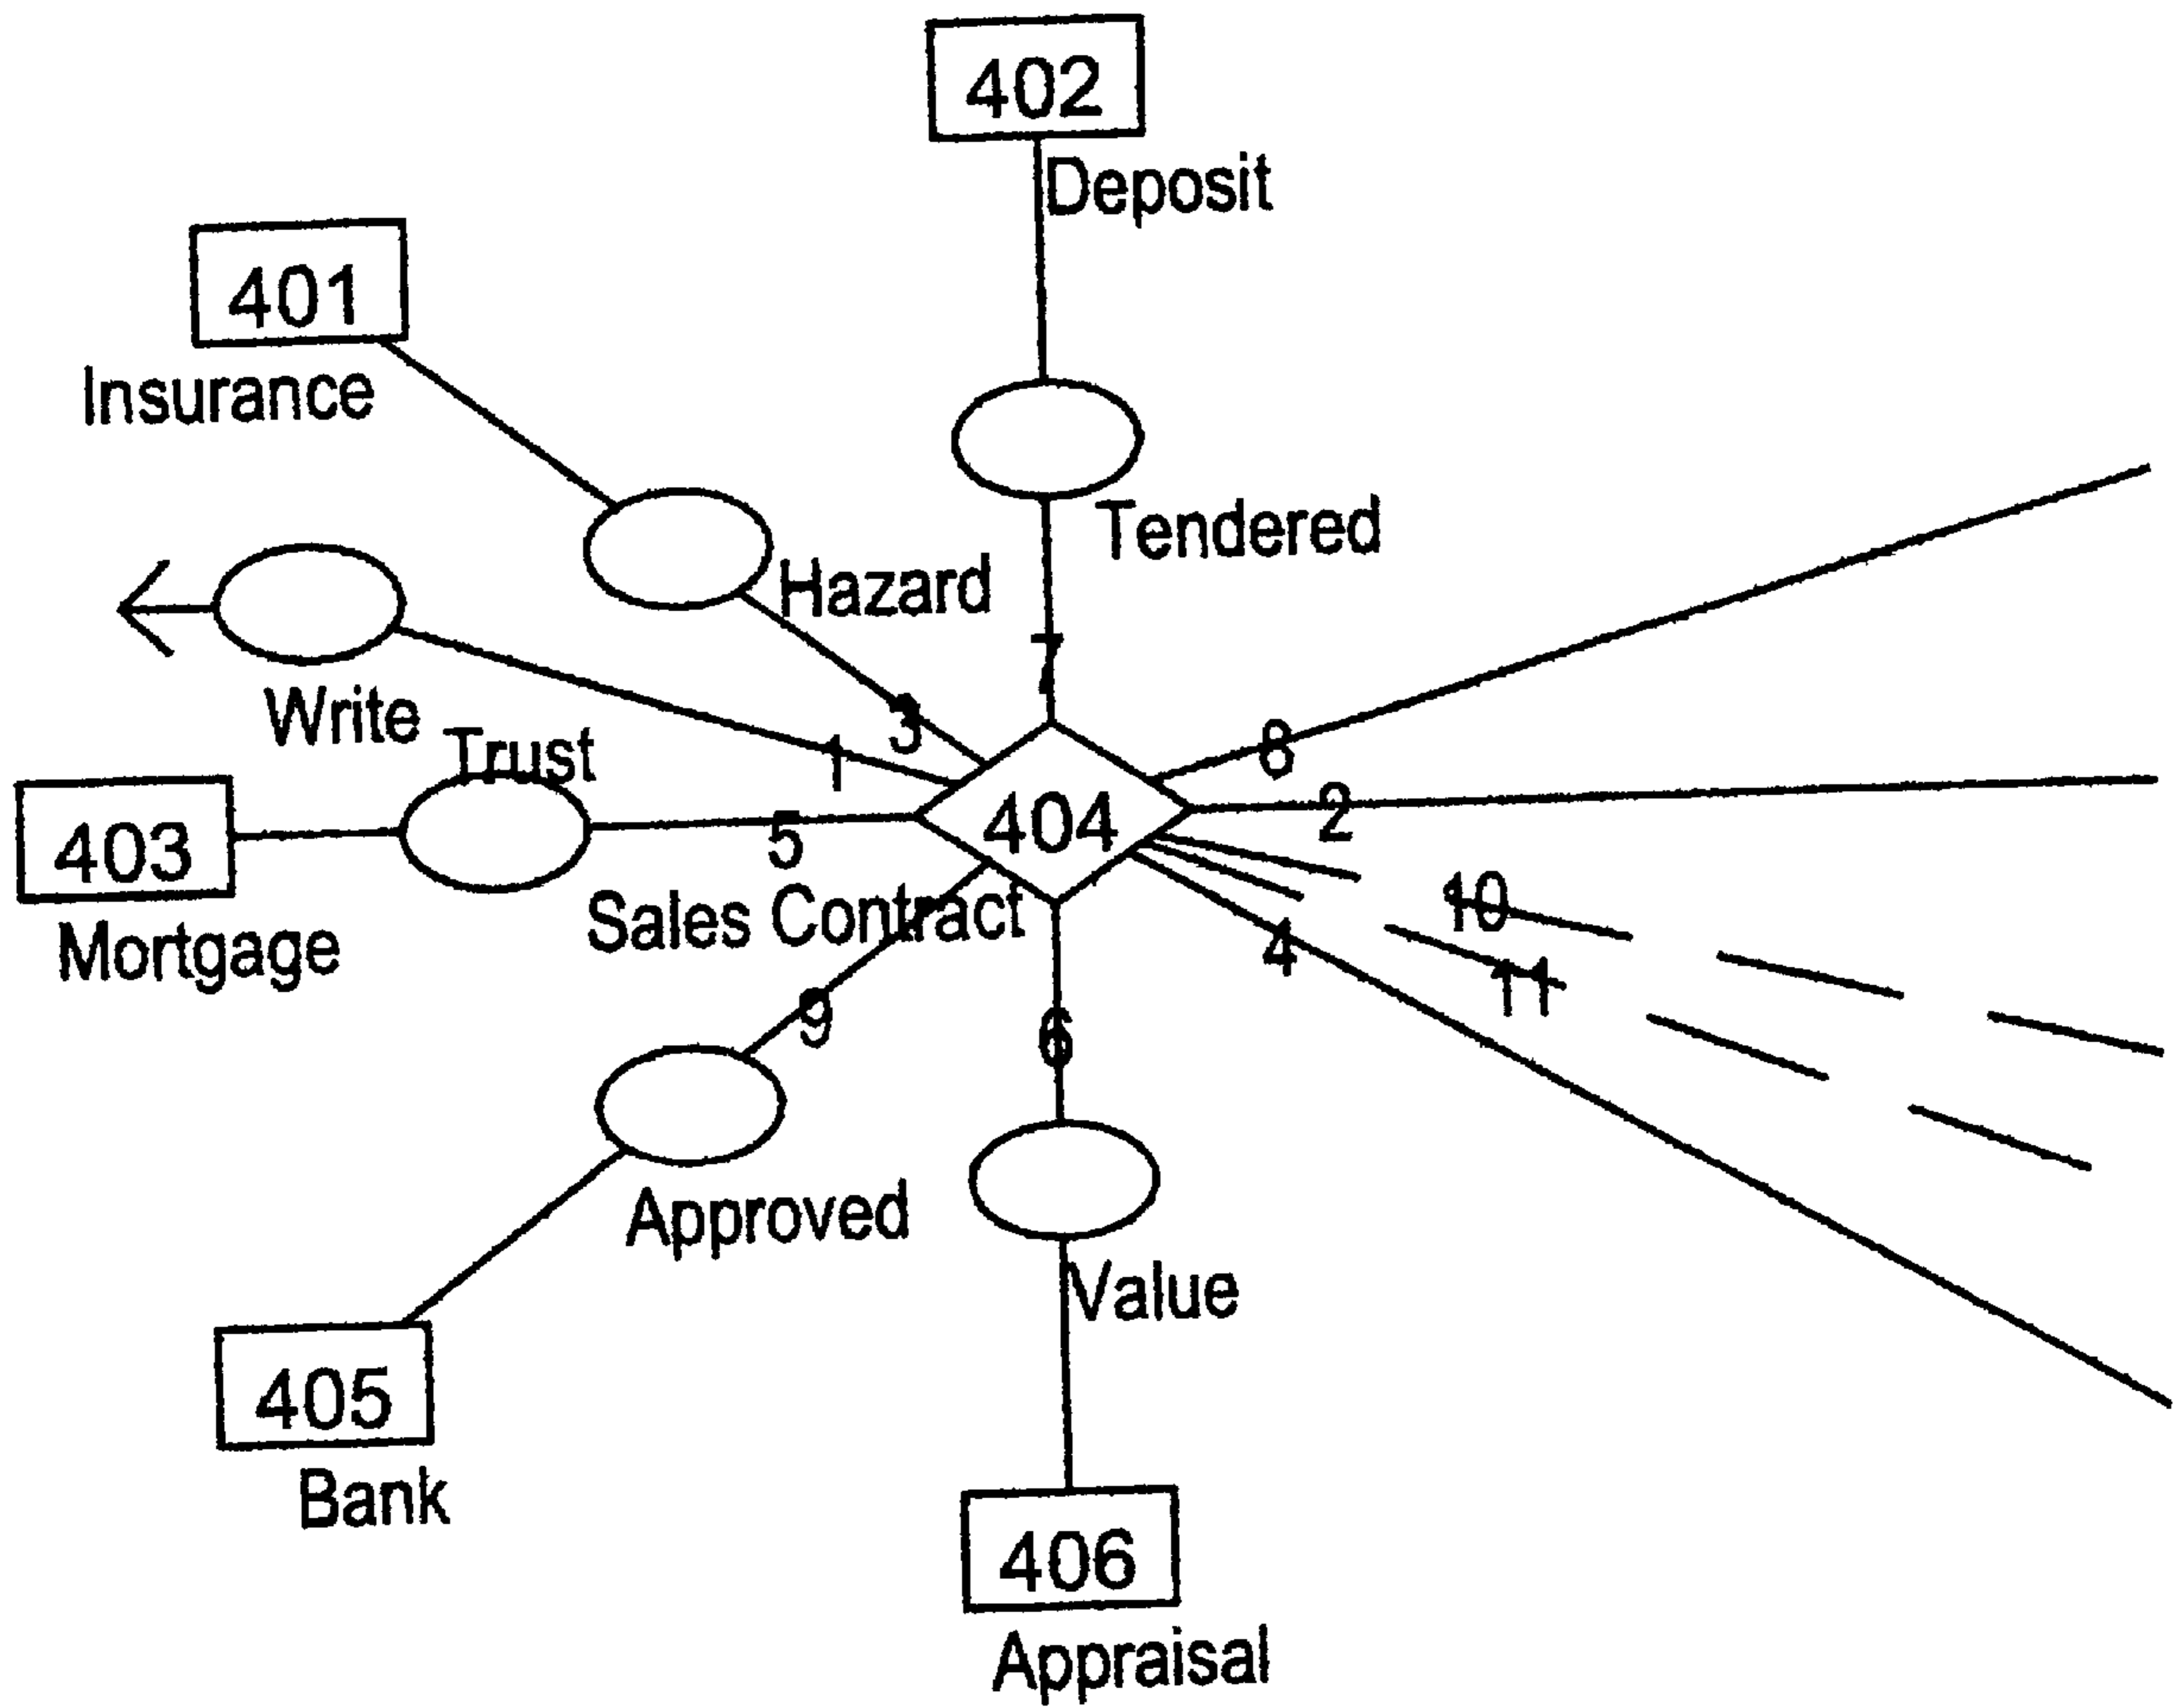 402
Deposit
401
Insurance
Tendered
Hazard
7
Write
3
Trust
1
8
2
403
5
404
Mortgage
Sales Contract
10
4
11
9
6
Approved
Value
405
Bank
406
Appraisal